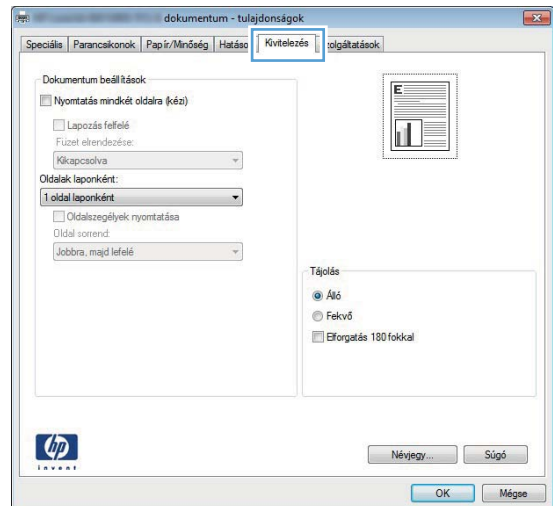 dokumentum - tulajdonságok
Speciális Parancsikonok Papír/Minőség Hatáso Kivitelezés zolgáltatások
Dokumentum beállítások
Nyomtatás mindkét oldalra (kézi)
Lapozás felfelé
Füzet elrendezése:
Kikapcsolva
Oldalak laponként:
1 oldal laponként
Oldalszegélyek nyomtatása
Oldal sorrend:
Jobbra, majd lefelé
E
Tájolás
Álló
Fekvő
Elforgatás 180 fokkal
hp
invent
Névjegy... Súgó
OK Mégse